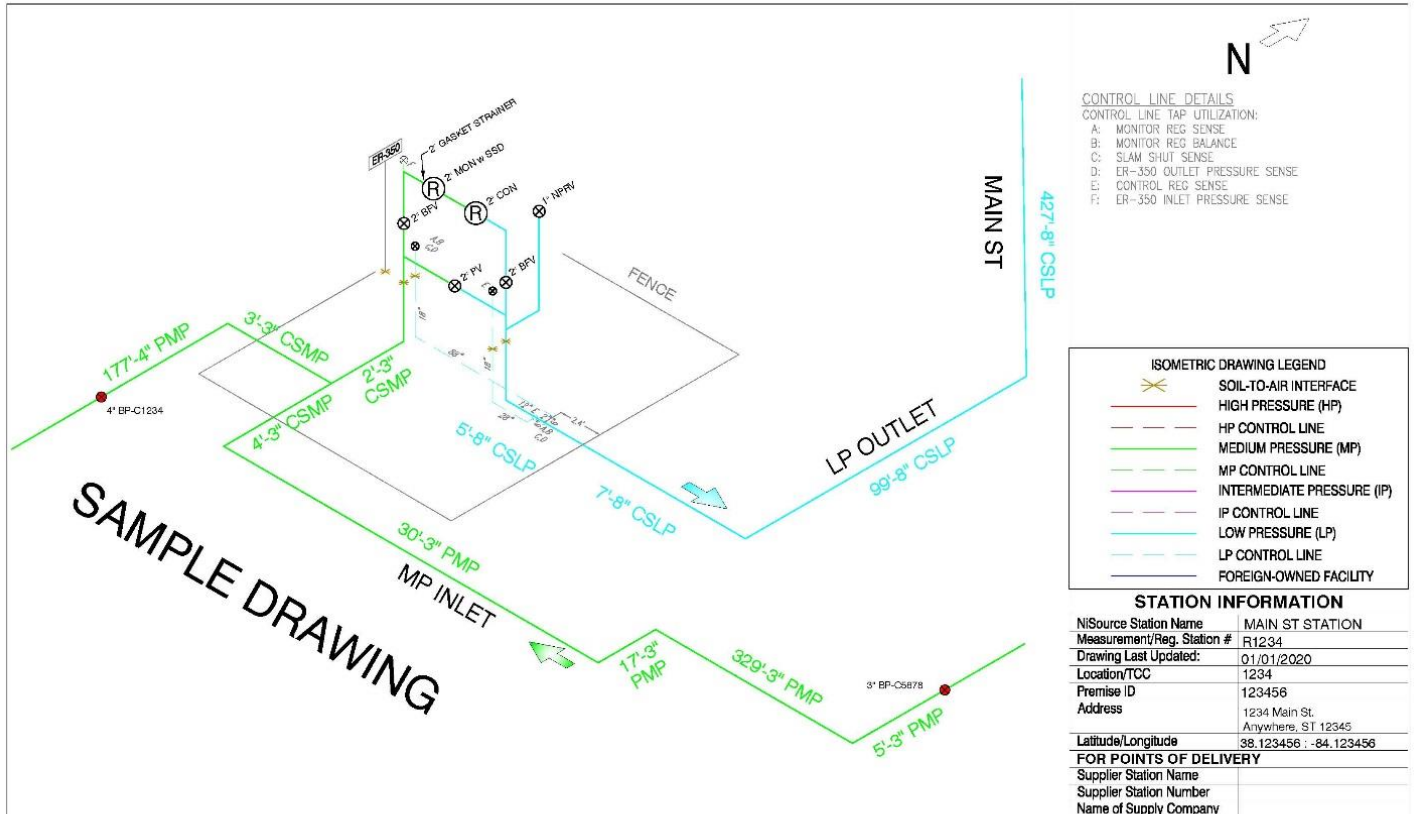 N
CONTROL LINE DETAILS
CONTROL LINE TAP UTILIZATION:
A: MONITOR REG SENSE
B: MONITOR REG BALANCE
C: SLAM SHUT SENSE
D: ER-350 OUTLET PRESSURE SENSE
E: CONTROL REG SENSE
F: ER-350 INLET PRESSURE SENSE
ER-350
F
2" GASKET STRAINER
R
2" MON w SSD
R
2" CON
1" NPRV
2" BFV
A,B
C,D
2" PV
E
2" BFV
FENCE
MAIN ST
427'-8" CSLP
177'-4" PMP
3'-3" CSMP
2'-3"
CSMP
4" BP-C1234
4'-3" CSMP
5'-8" CSLP
A,B
C,D
LP OUTLET
99'-8" CSLP
7'-8" CSLP
30'-3" PMP
MP INLET
SAMPLE DRAWING
17'-3"
PMP
329'-3" PMP
3" BP-C5678
5'-3" PMP
ISOMETRIC DRAWING LEGEND
SOIL-TO-AIR INTERFACE
HIGH PRESSURE (HP)
HP CONTROL LINE
MEDIUM PRESSURE (MP)
MP CONTROL LINE
INTERMEDIATE PRESSURE (IP)
IP CONTROL LINE
LOW PRESSURE (LP)
LP CONTROL LINE
FOREIGN-OWNED FACILITY
STATION INFORMATION
NiSource Station Name MAIN ST STATION
Measurement/Reg. Station # R1234
Drawing Last Updated: 01/01/2020
Location/TCC 1234
Premise ID 123456
Address 1234 Main St.
Anywhere, ST 12345
Latitude/Longitude 38.123456 : -84.123456
FOR POINTS OF DELIVERY
Supplier Station Name
Supplier Station Number
Name of Supply Company